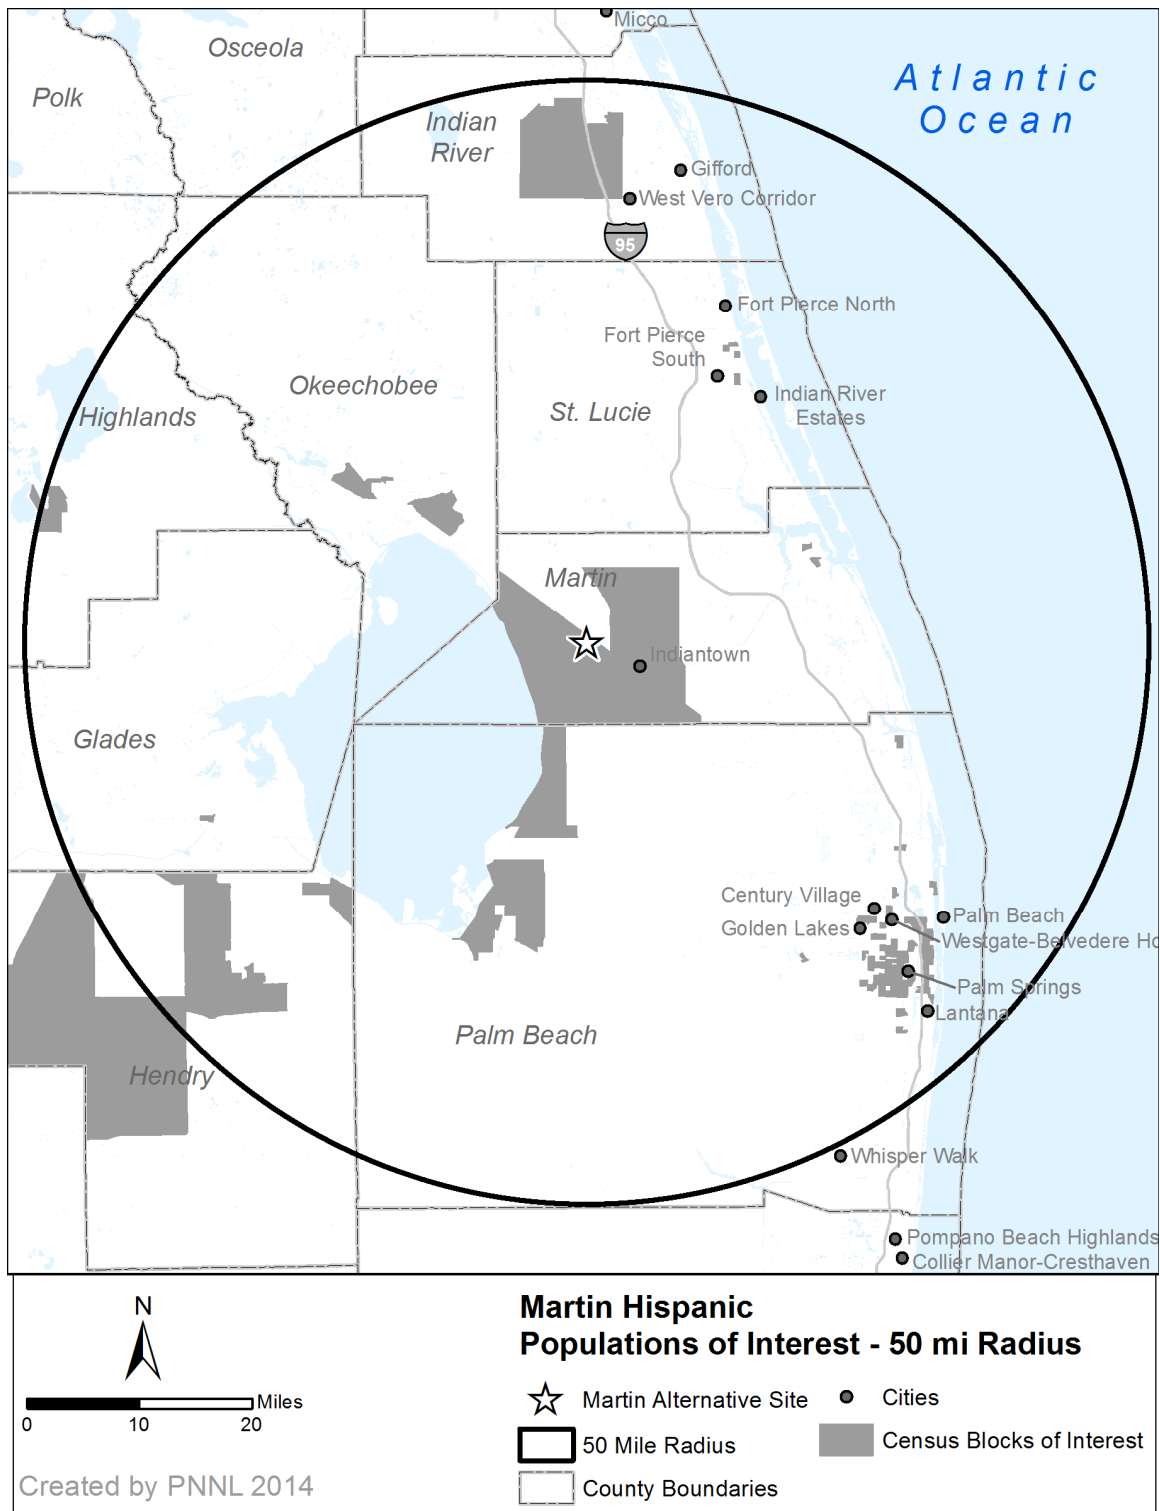 Micco
Osceola
Atlantic
Ocean
Polk
Indian
River
Gifford
West Vero Corridor
95
Fort Pierce North
Fort Pierce
South
Okeechobee
Indian River
Estates
Highlands
St. Lucie
Martin
Indiantown
Glades
Century Village
Palm Beach
Golden Lakes
Westgate-Belvedere Ho
Palm Springs
Lantana
Palm Beach
Hendry
Whisper Walk
Pompano Beach Highlands
Collier Manor-Cresthaven
N
Miles
0 10 20
Created by PNNL 2014
Martin Hispanic
Populations of Interest - 50 mi Radius
Martin Alternative Site
Cities
50 Mile Radius
Census Blocks of Interest
County Boundaries